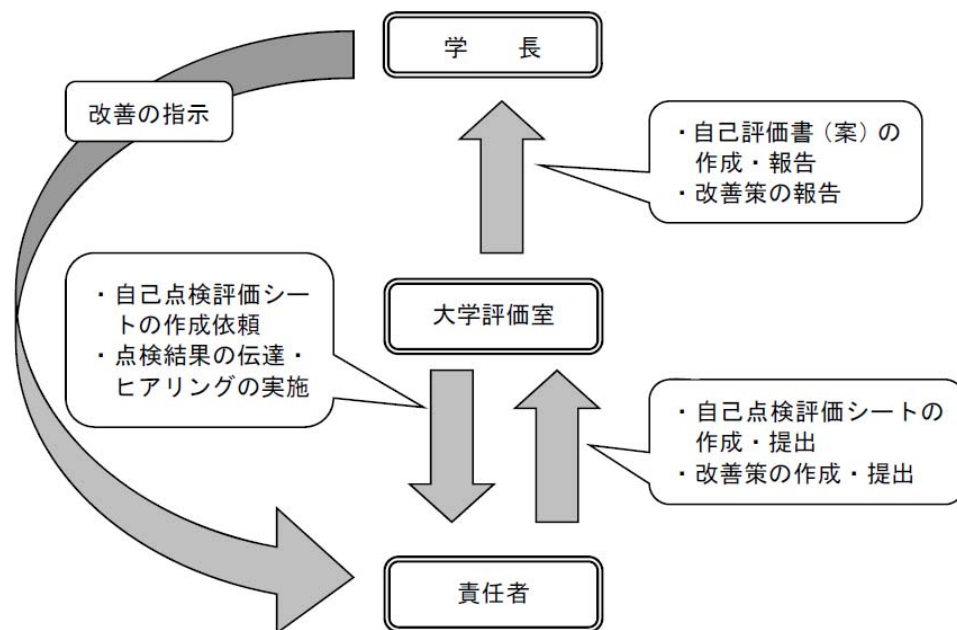 学　　長
改善の指示
・自己評価書（案）の
作成・報告
・改善策の報告
・自己点検評価シー
トの作成依頼
・点検結果の伝達・
ヒアリングの実施
大学評価室
・自己点検評価シートの
作成・提出
・改善策の作成・提出
責任者